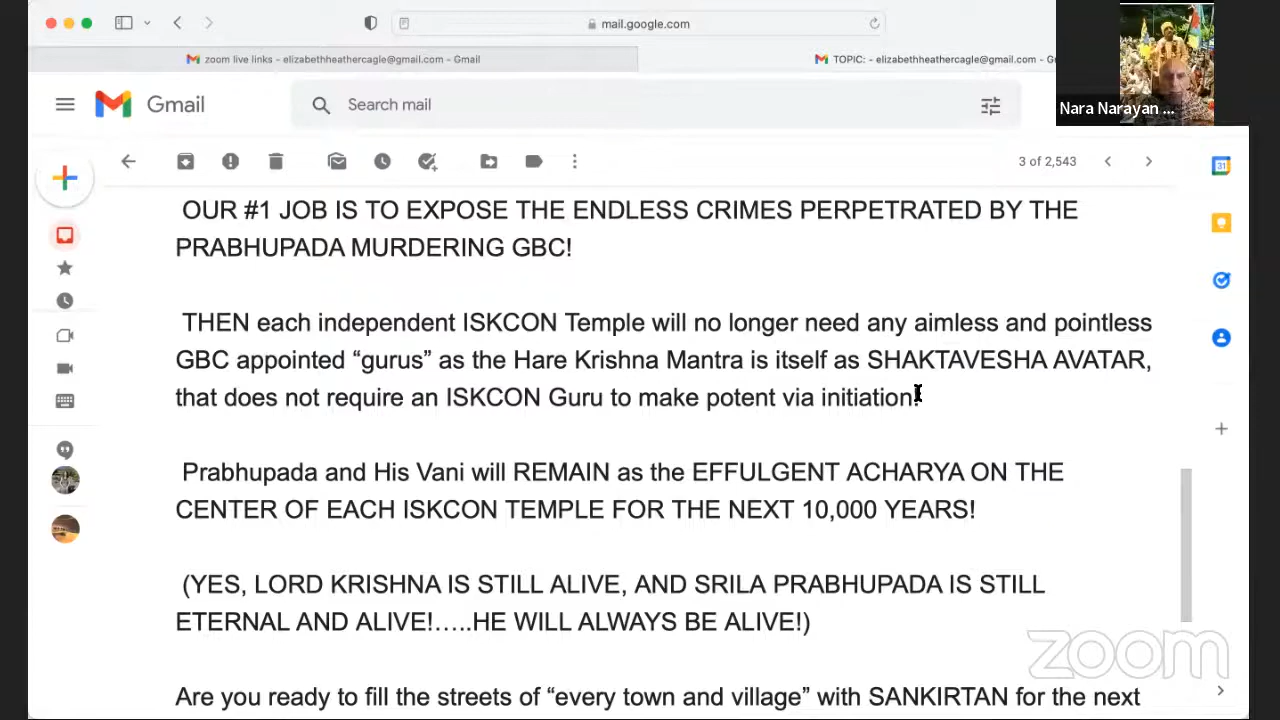 mail.google.com
zoom live links - elizabethheathercagle@gmail.com - Gmail
TOPIC: - elizabethheathercagle@gmail.com - G
Nara Narayan ...
Gmail
Search mail
3 of 2,543
31
OUR #1 JOB IS TO EXPOSE THE ENDLESS CRIMES PERPETRATED BY THE
PRABHUPADA MURDERING GBC!
THEN each independent ISKCON Temple will no longer need any aimless and pointless
GBC appointed “gurus” as the Hare Krishna Mantra is itself as SHAKTAVESHA AVATAR,
that does not require an ISKCON Guru to make potent via initiation!
Prabhupada and His Vani will REMAIN as the EFFULGENT ACHARYA ON THE
CENTER OF EACH ISKCON TEMPLE FOR THE NEXT 10,000 YEARS!
(YES, LORD KRISHNA IS STILL ALIVE, AND SRILA PRABHUPADA IS STILL
ETERNAL AND ALIVE!…..HE WILL ALWAYS BE ALIVE!)
zoom
Are you ready to fill the streets of “every town and village” with SANKIRTAN for the next